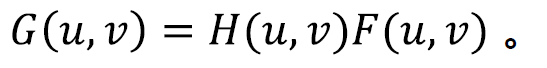 G(u, v) = H(u, v)F(u, v) 。